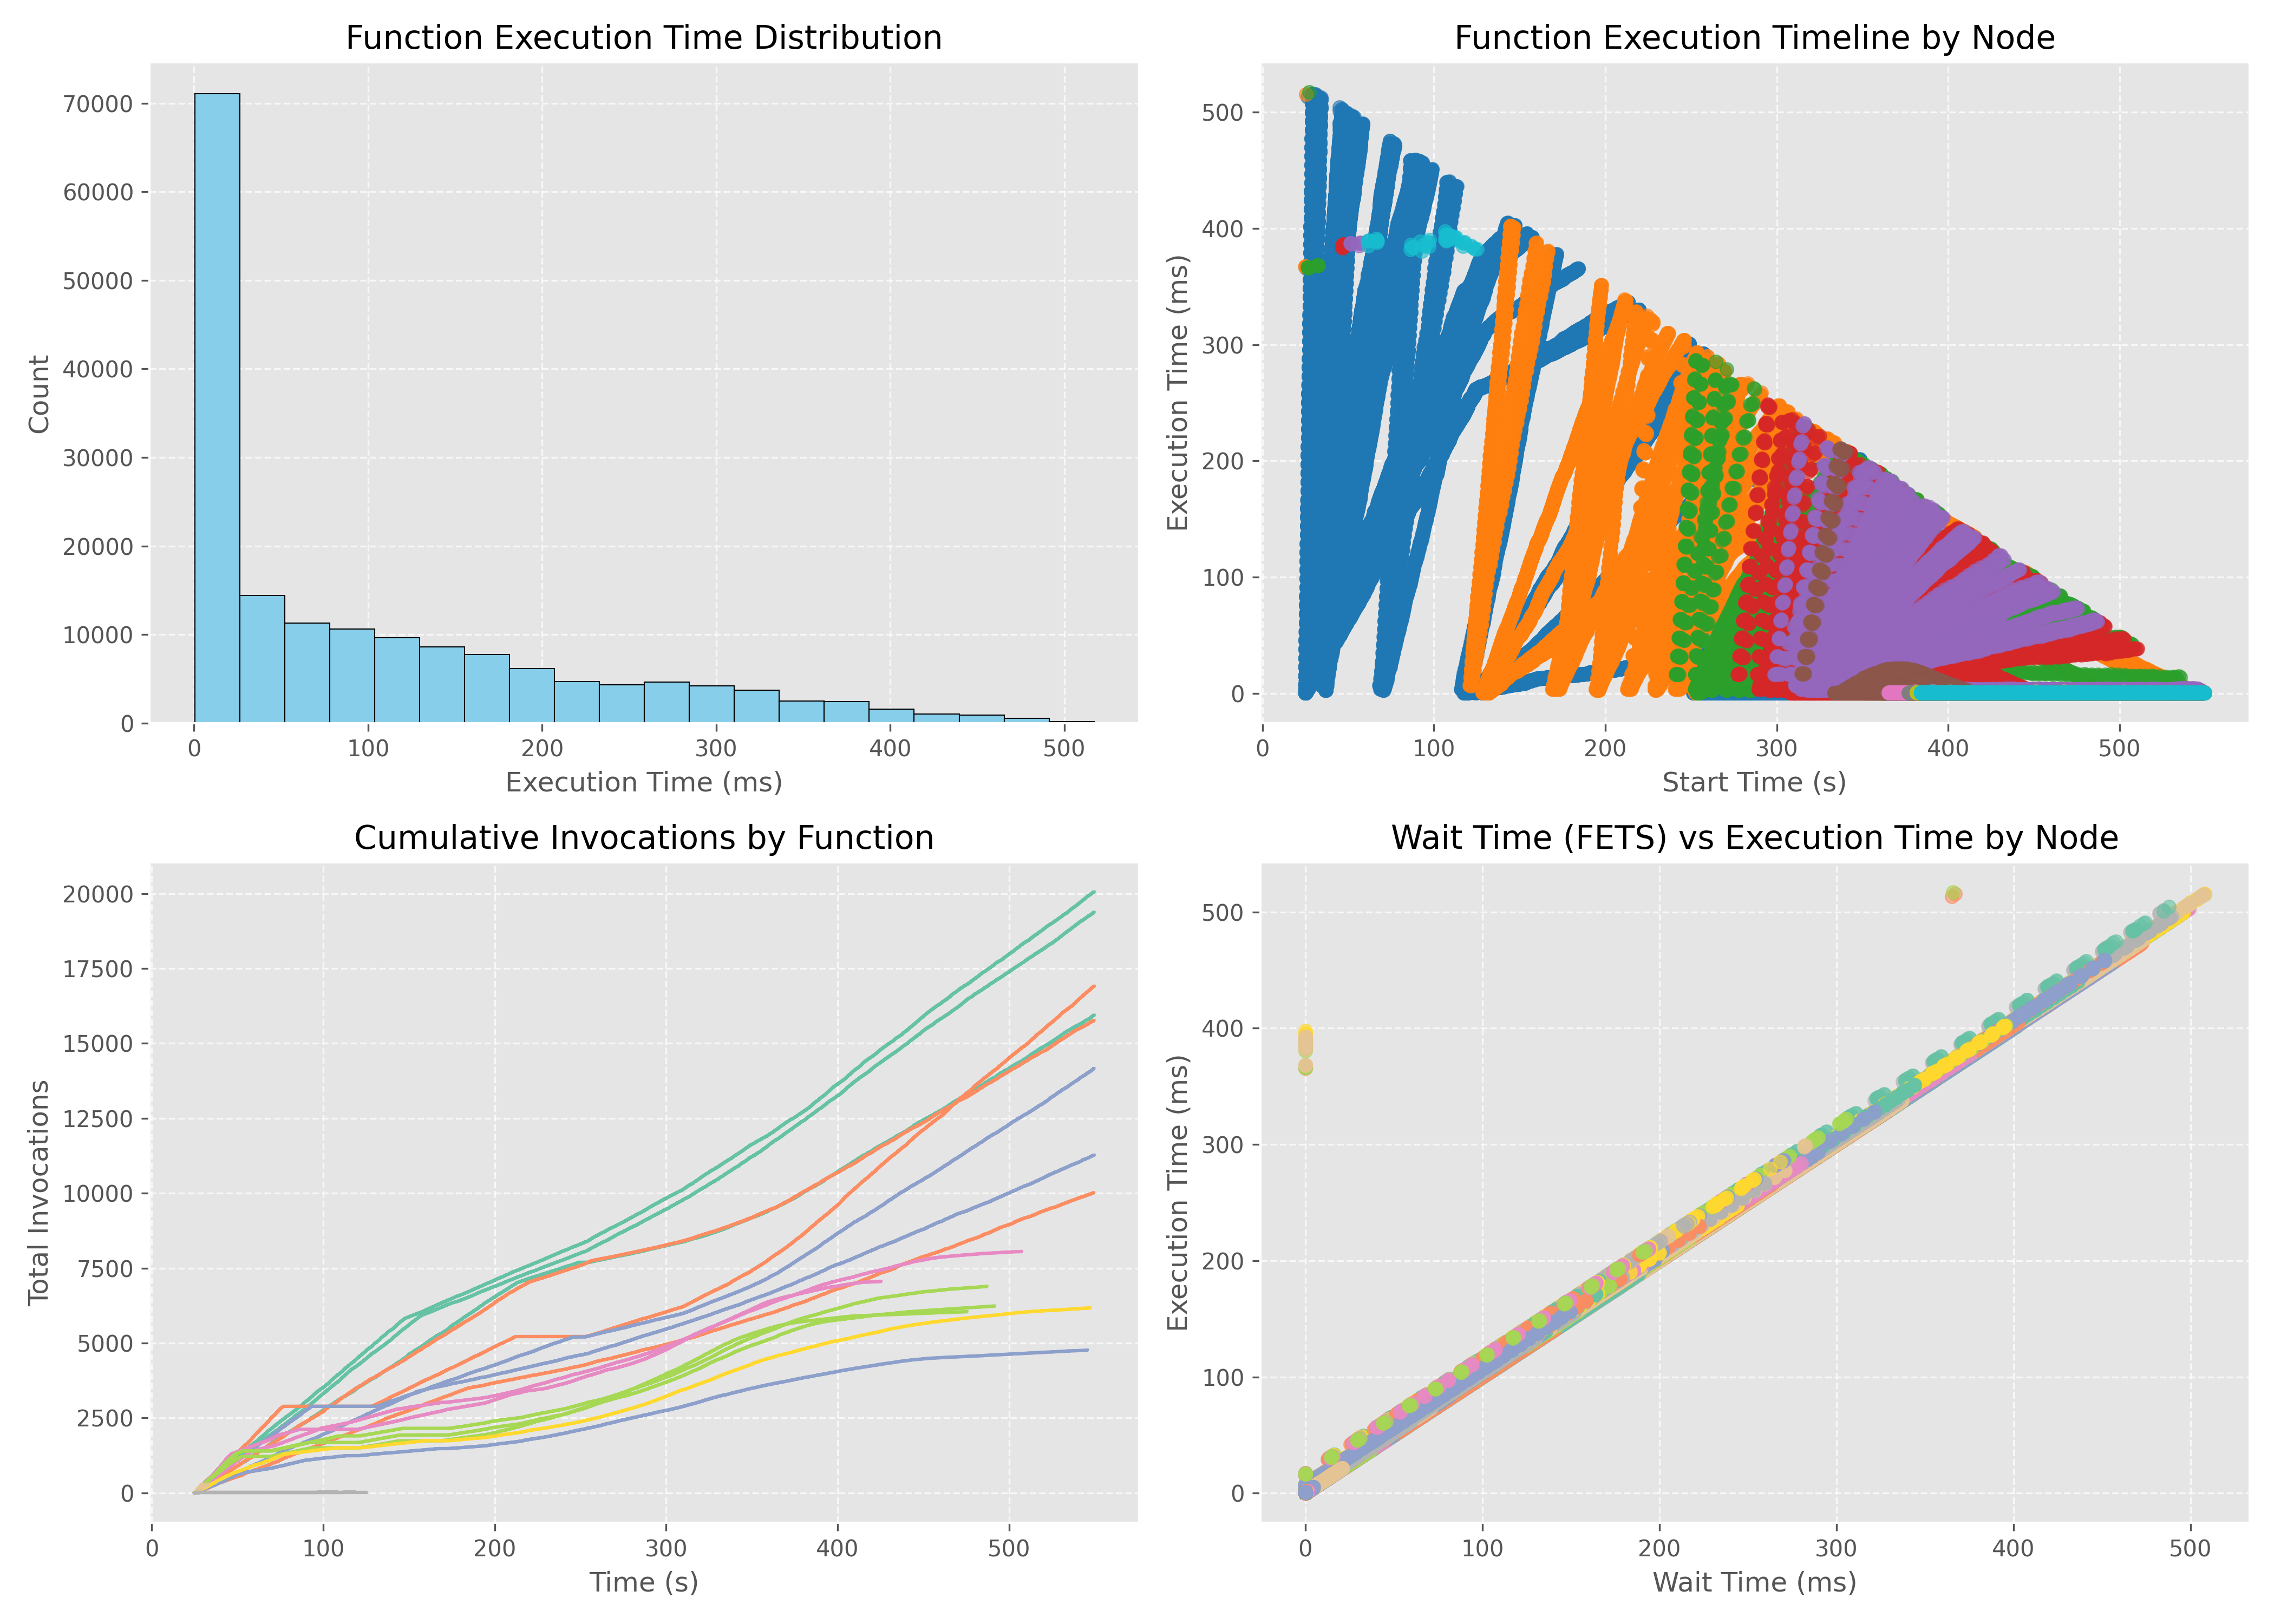 Function Execution Time Distribution
70000
60000
50000
40000
30000
20000
10000
0
Count
0 100 200 300 400 500
Execution Time (ms)
Function Execution Timeline by Node
500
400
300
200
100
0
Execution Time (ms)
0 100 200 300 400 500
Start Time (s)
Cumulative Invocations by Function
20000
17500
15000
12500
10000
7500
5000
2500
0
Total Invocations
0 100 200 300 400 500
Time (s)
Wait Time (FETS) vs Execution Time by Node
500
400
300
200
100
0
Execution Time (ms)
0 100 200 300 400 500
Wait Time (ms)